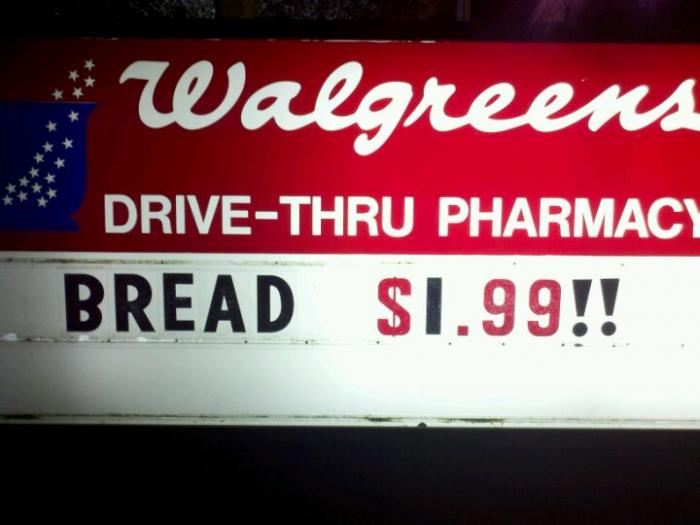 Walgreens
DRIVE-THRU PHARMACY
BREAD $1.99!!